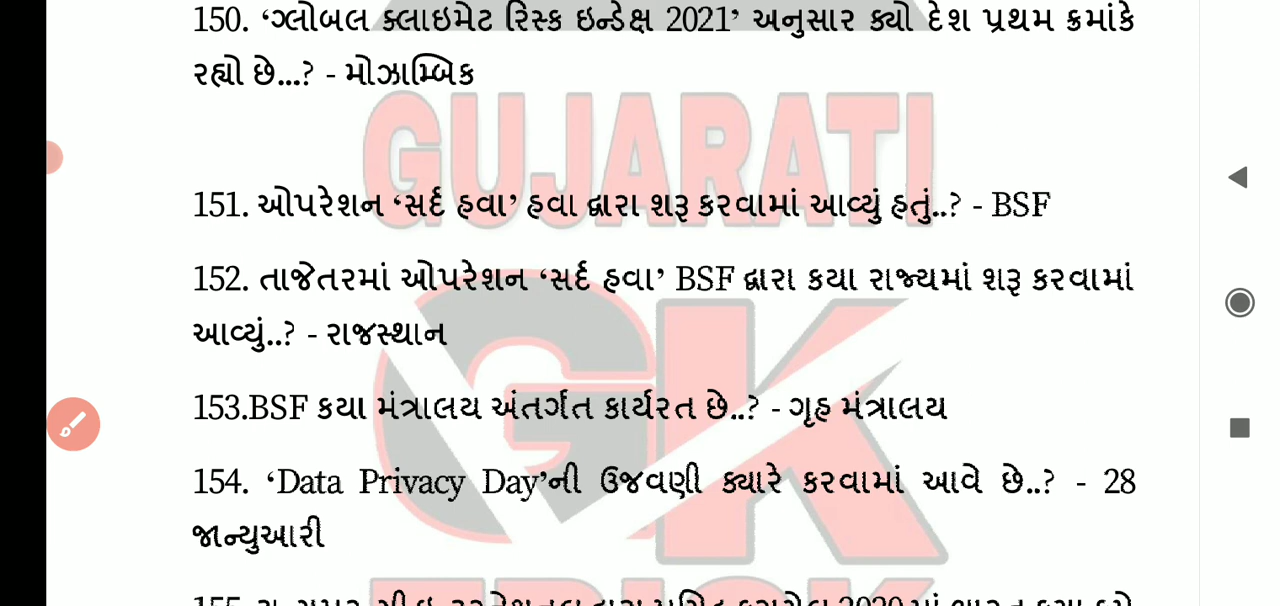 150. ‘ગ્લોબલ ક્લાઇમેટ રિસ્ક ઇન્ડેક્ષ 2021’ અનુસાર ક્યો દેશ પ્રથમ ક્રમાંકે
રહ્યો છે...? - મોઝામ્બિક
GUJARATI
151. ઓપરેશન ‘સર્દ હવા’ હવા દ્વારા શરૂ કરવામાં આવ્યું હતું..? - BSF
152. તાજેતરમાં ઓપરેશન ‘સર્દ હવા’ BSF દ્વારા કયા રાજ્યમાં શરૂ કરવામાં
આવ્યું..? - રાજસ્થાન
GK
153.BSF કયા મંત્રાલય અંતર્ગત કાર્યરત છે..? - ગૃહ મંત્રાલય
154. ‘Data Privacy Day’ની ઉજવણી ક્યારે કરવામાં આવે છે..? - 28
જાન્યુઆરી
155.